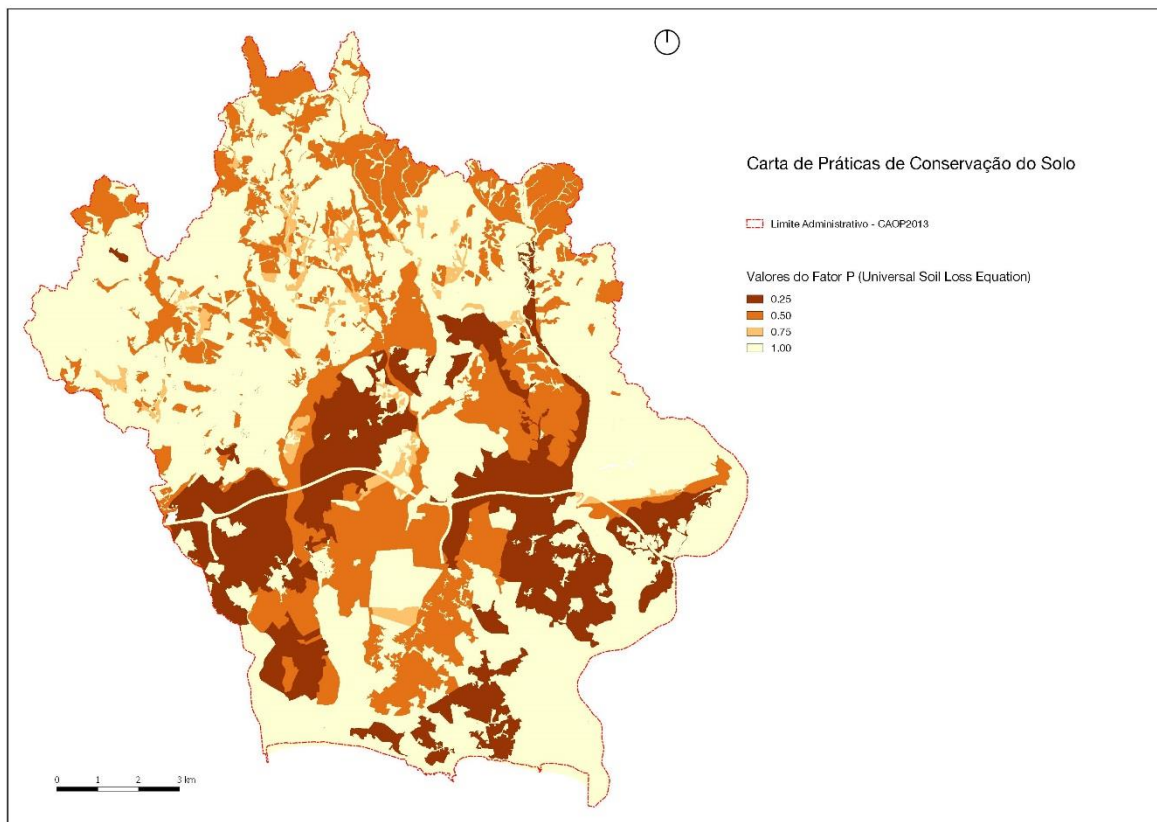 Carta de Práticas de Conservação do Solo
Limite Administrativo - CAOP2013
Valores do Fator P (Universal Soil Loss Equation)
0.25
0.50
0.75
1.00
0 1 2 3 km